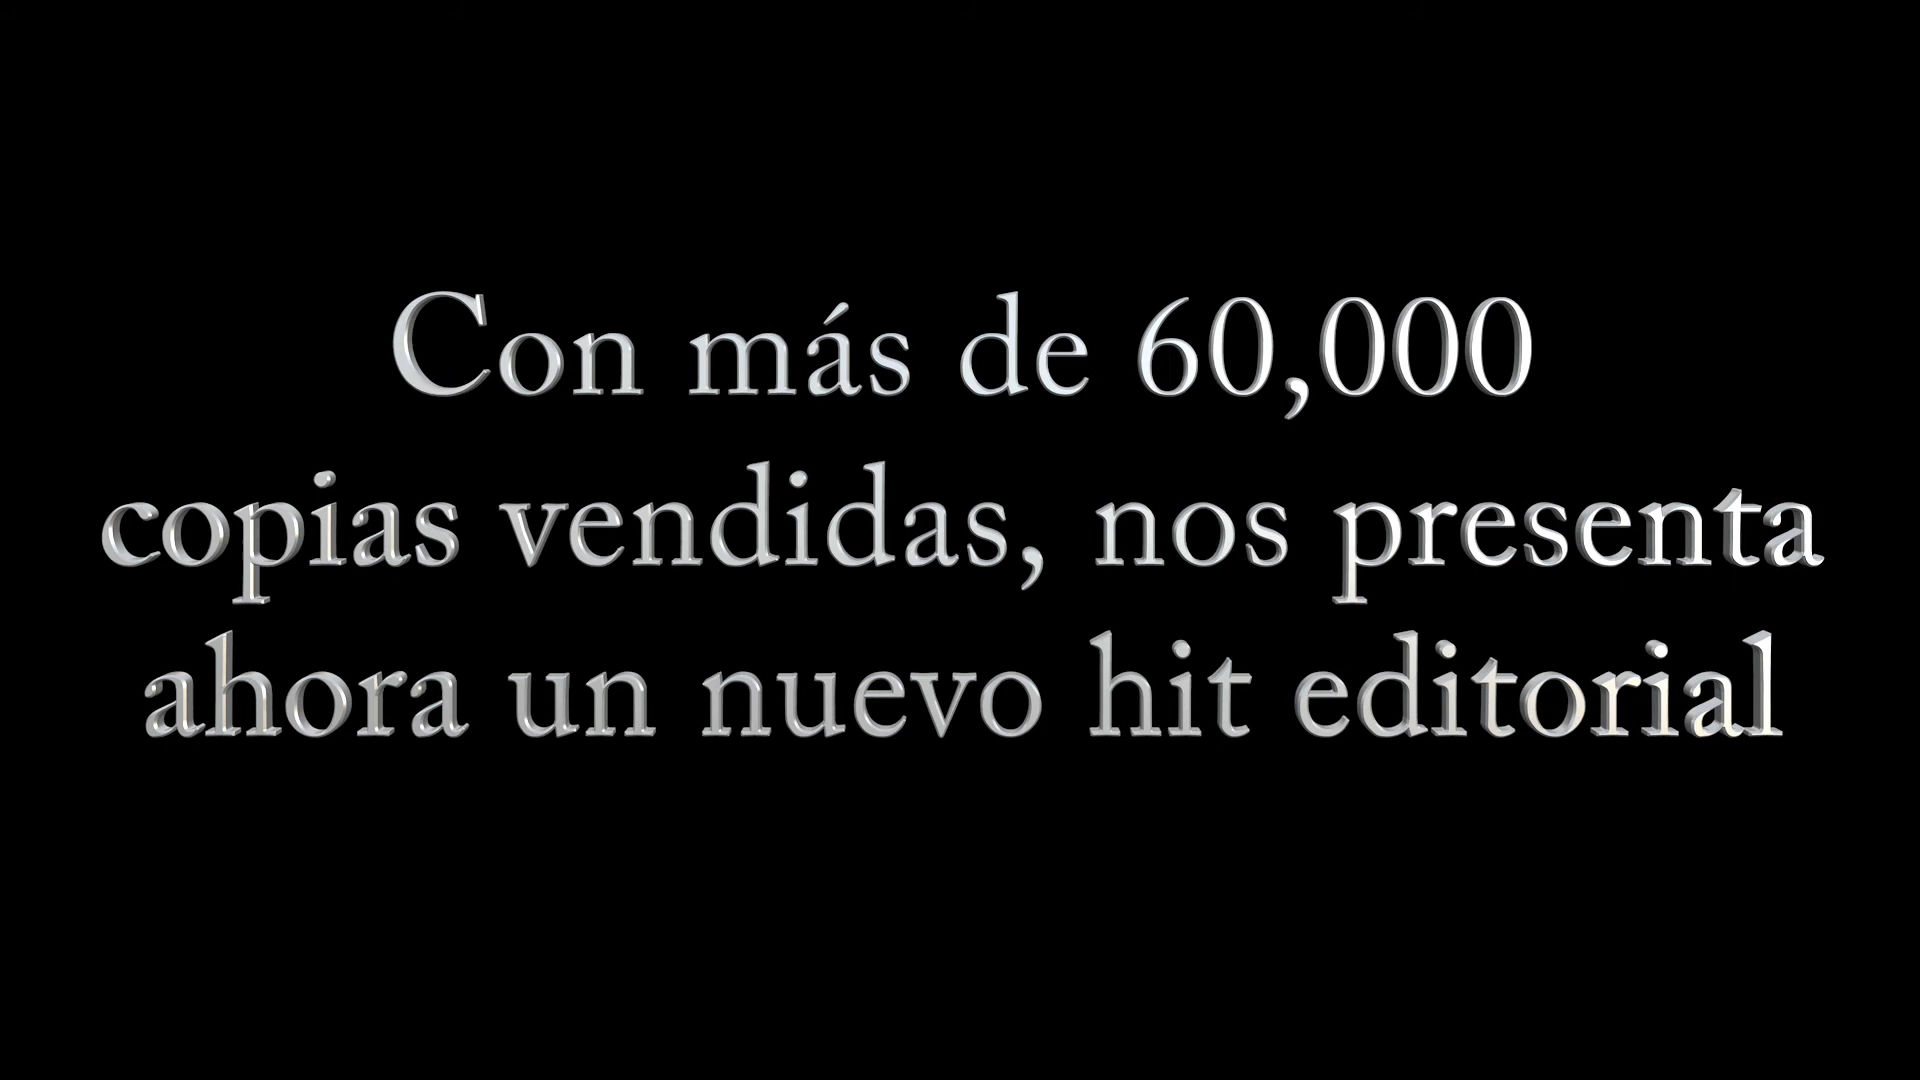 Con más de 60,000
copias vendidas, nos presenta
ahora un nuevo hit editorial